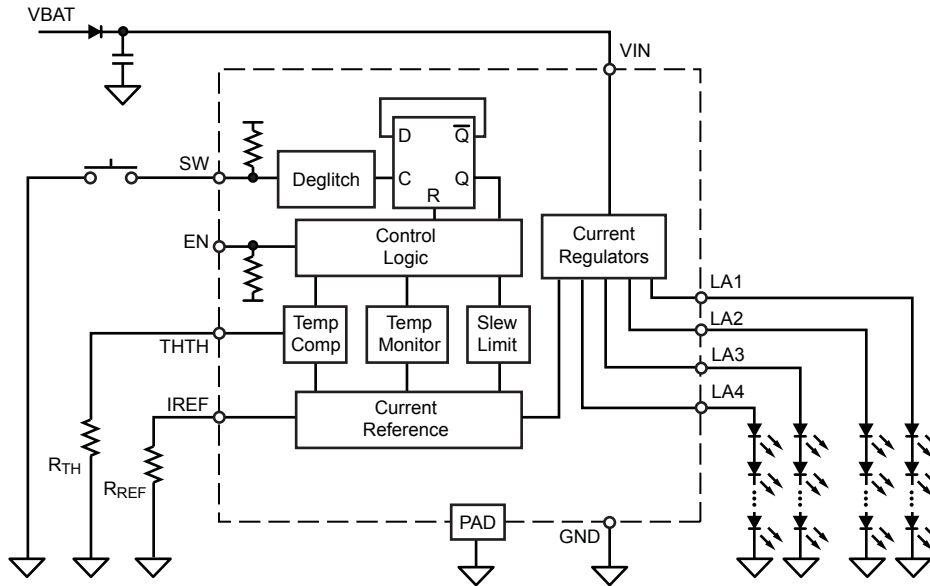 VBAT
VIN
D
Q̅
SW
Deglitch
C
Q
R
EN
Control
Logic
Current
Regulators
LA1
Temp
Comp
Temp
Monitor
Slew
Limit
LA2
THTH
LA3
LA4
IREF
Current
Reference
RTH
RREF
PAD
GND